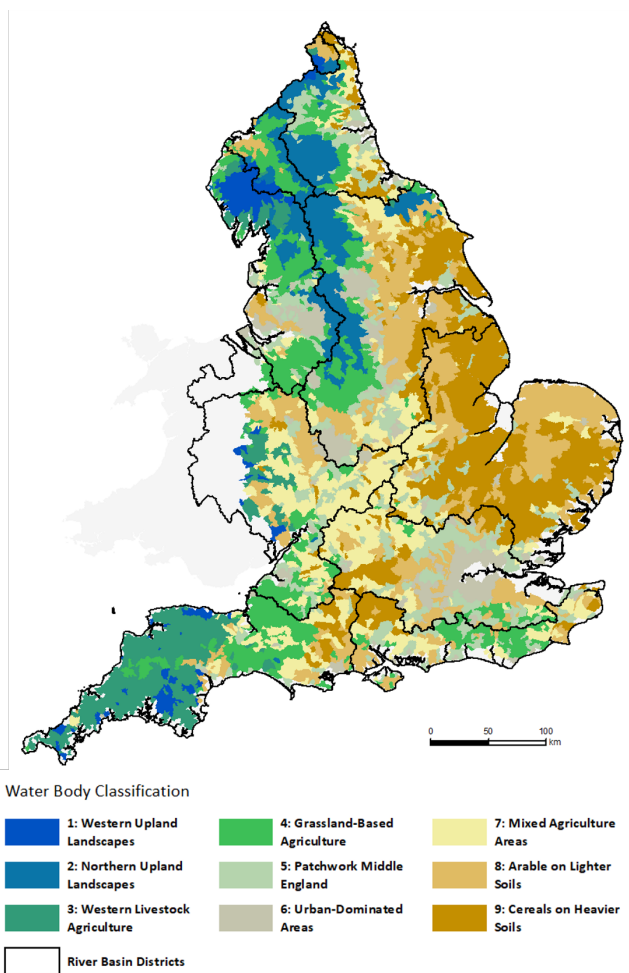 0 50 100
km
Water Body Classification
1: Western Upland
Landscapes
2: Northern Upland
Landscapes
3: Western Livestock
Agriculture
River Basin Districts
4: Grassland-Based
Agriculture
5: Patchwork Middle
England
6: Urban-Dominated
Areas
7: Mixed Agriculture
Areas
8: Arable on Lighter
Soils
9: Cereals on Heavier
Soils